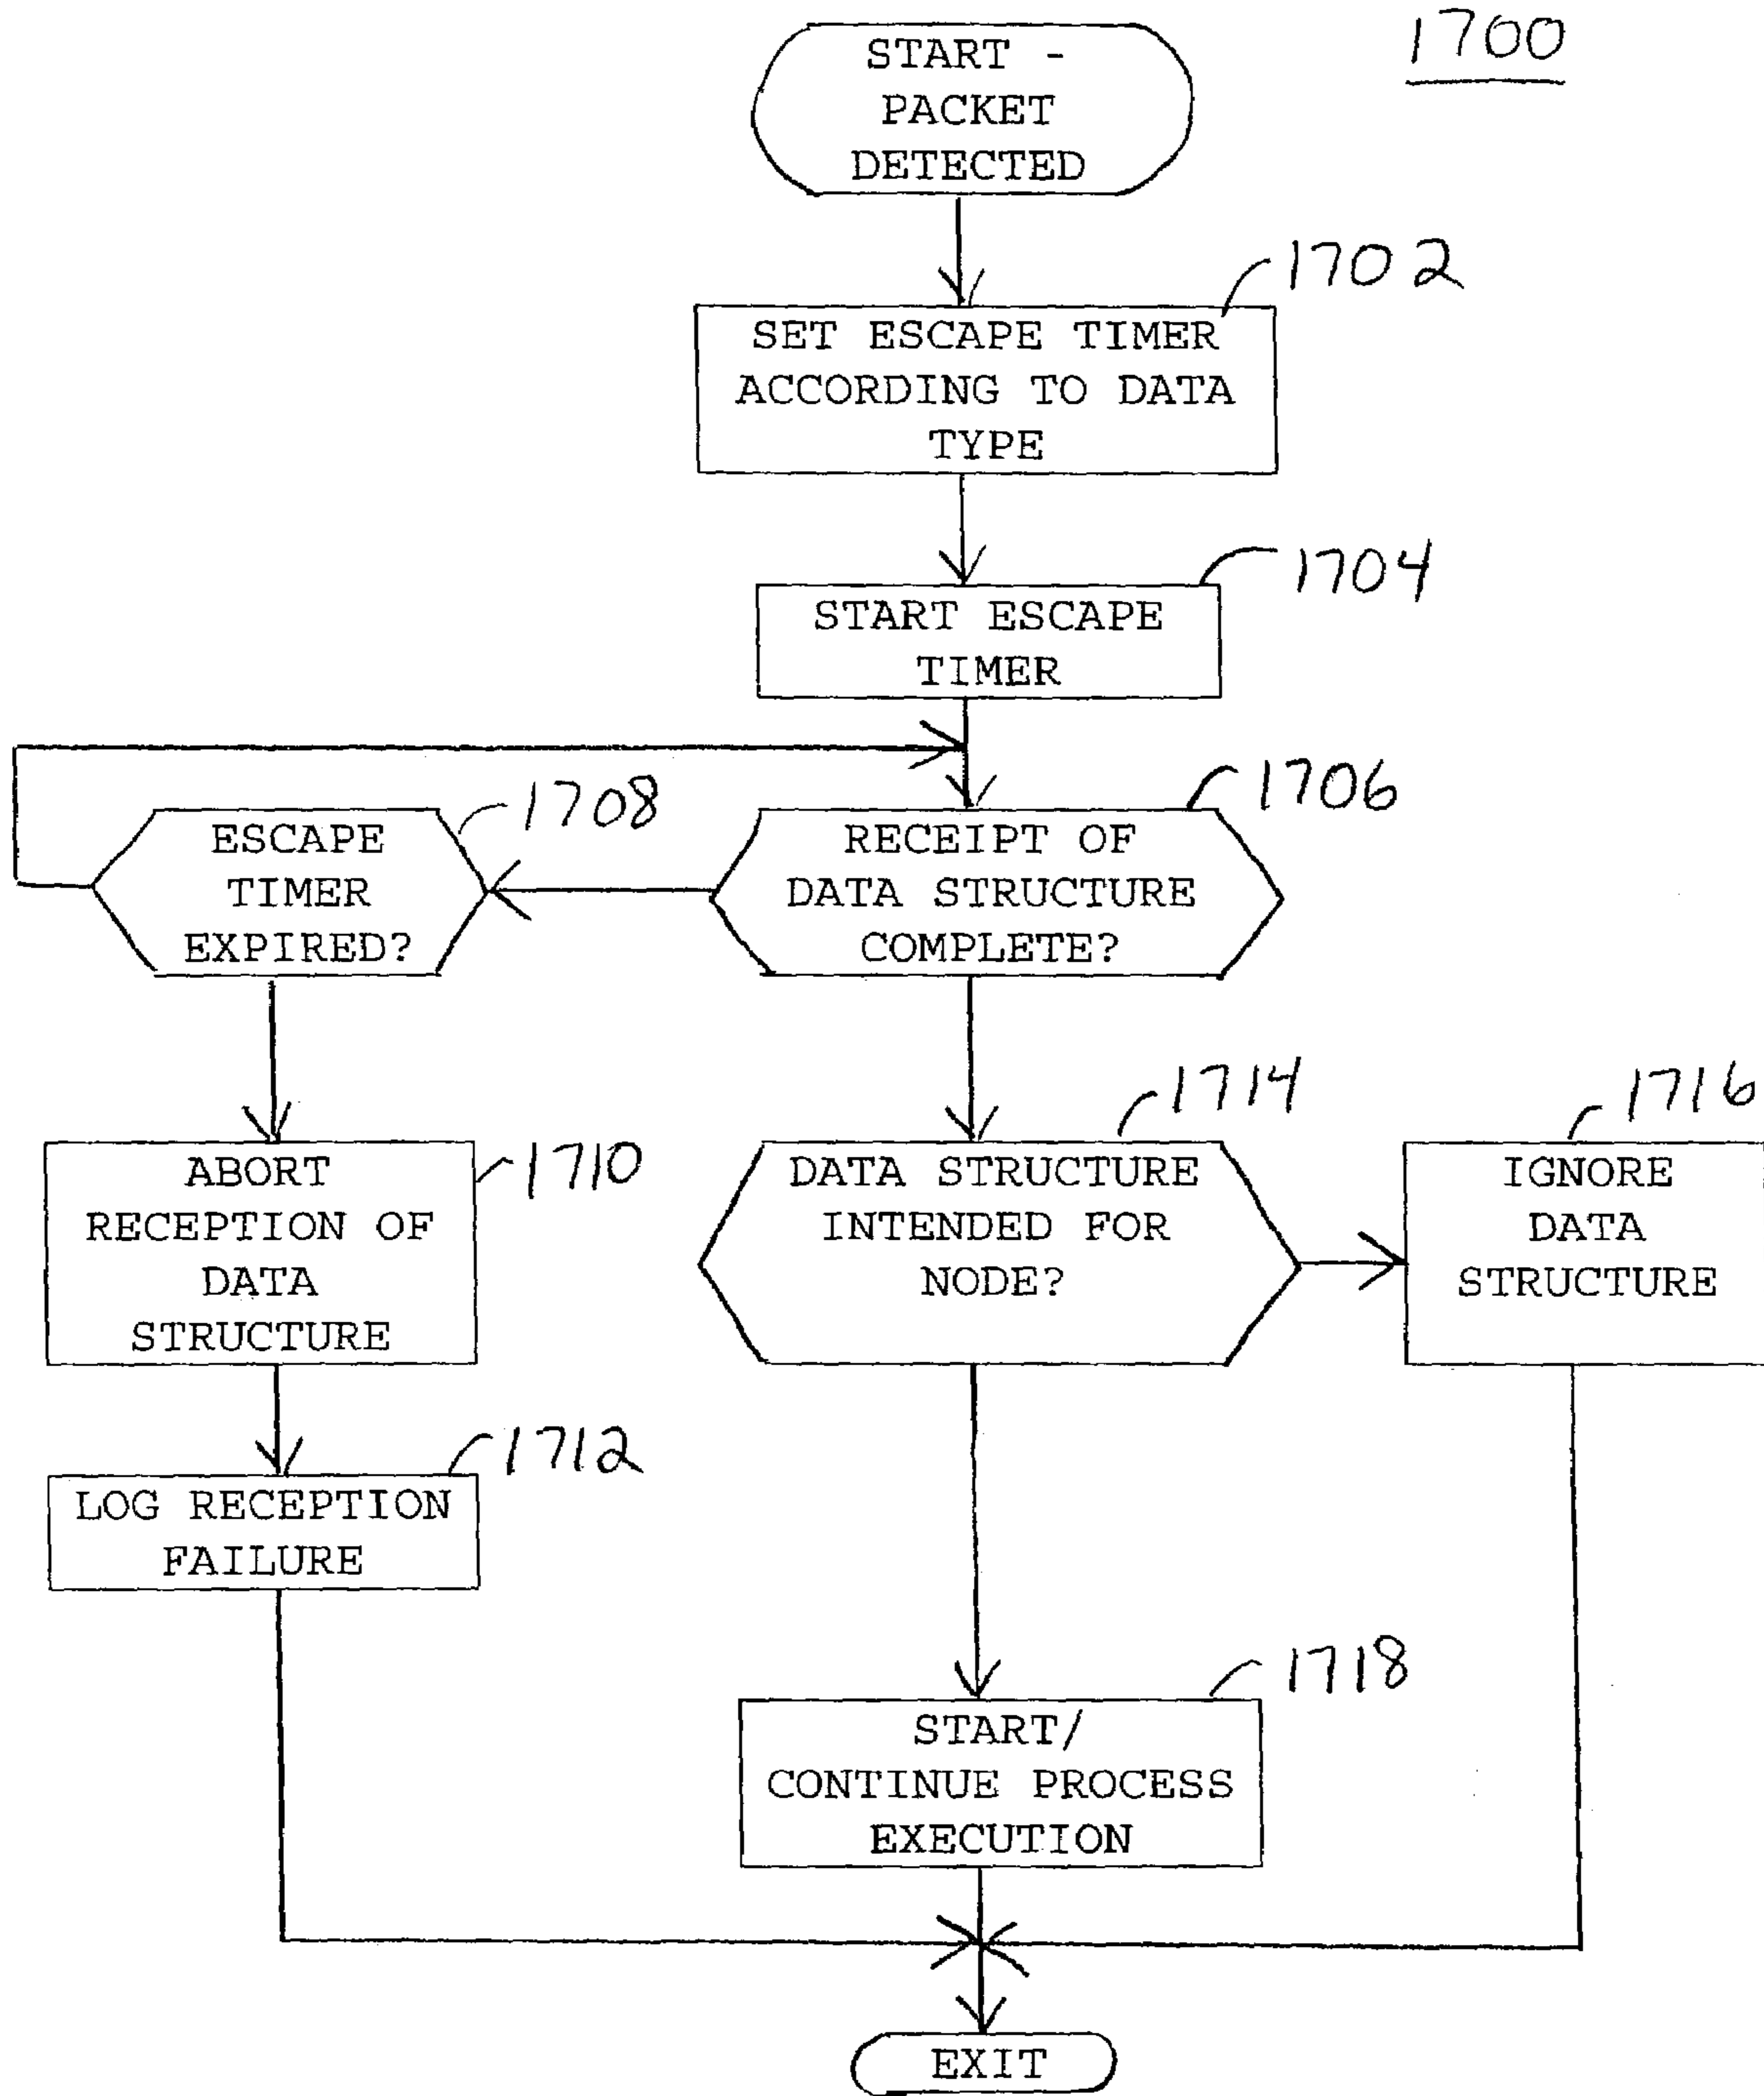 1700
START -
PACKET
DETECTED
1702
SET ESCAPE TIMER
ACCORDING TO DATA
TYPE
1704
START ESCAPE
TIMER
1708
ESCAPE
TIMER
EXPIRED?
1706
RECEIPT OF
DATA STRUCTURE
COMPLETE?
1710
ABORT
RECEPTION OF
DATA
STRUCTURE
1714
DATA STRUCTURE
INTENDED FOR
NODE?
1716
IGNORE
DATA
STRUCTURE
1712
LOG RECEPTION
FAILURE
1718
START/
CONTINUE PROCESS
EXECUTION
EXIT